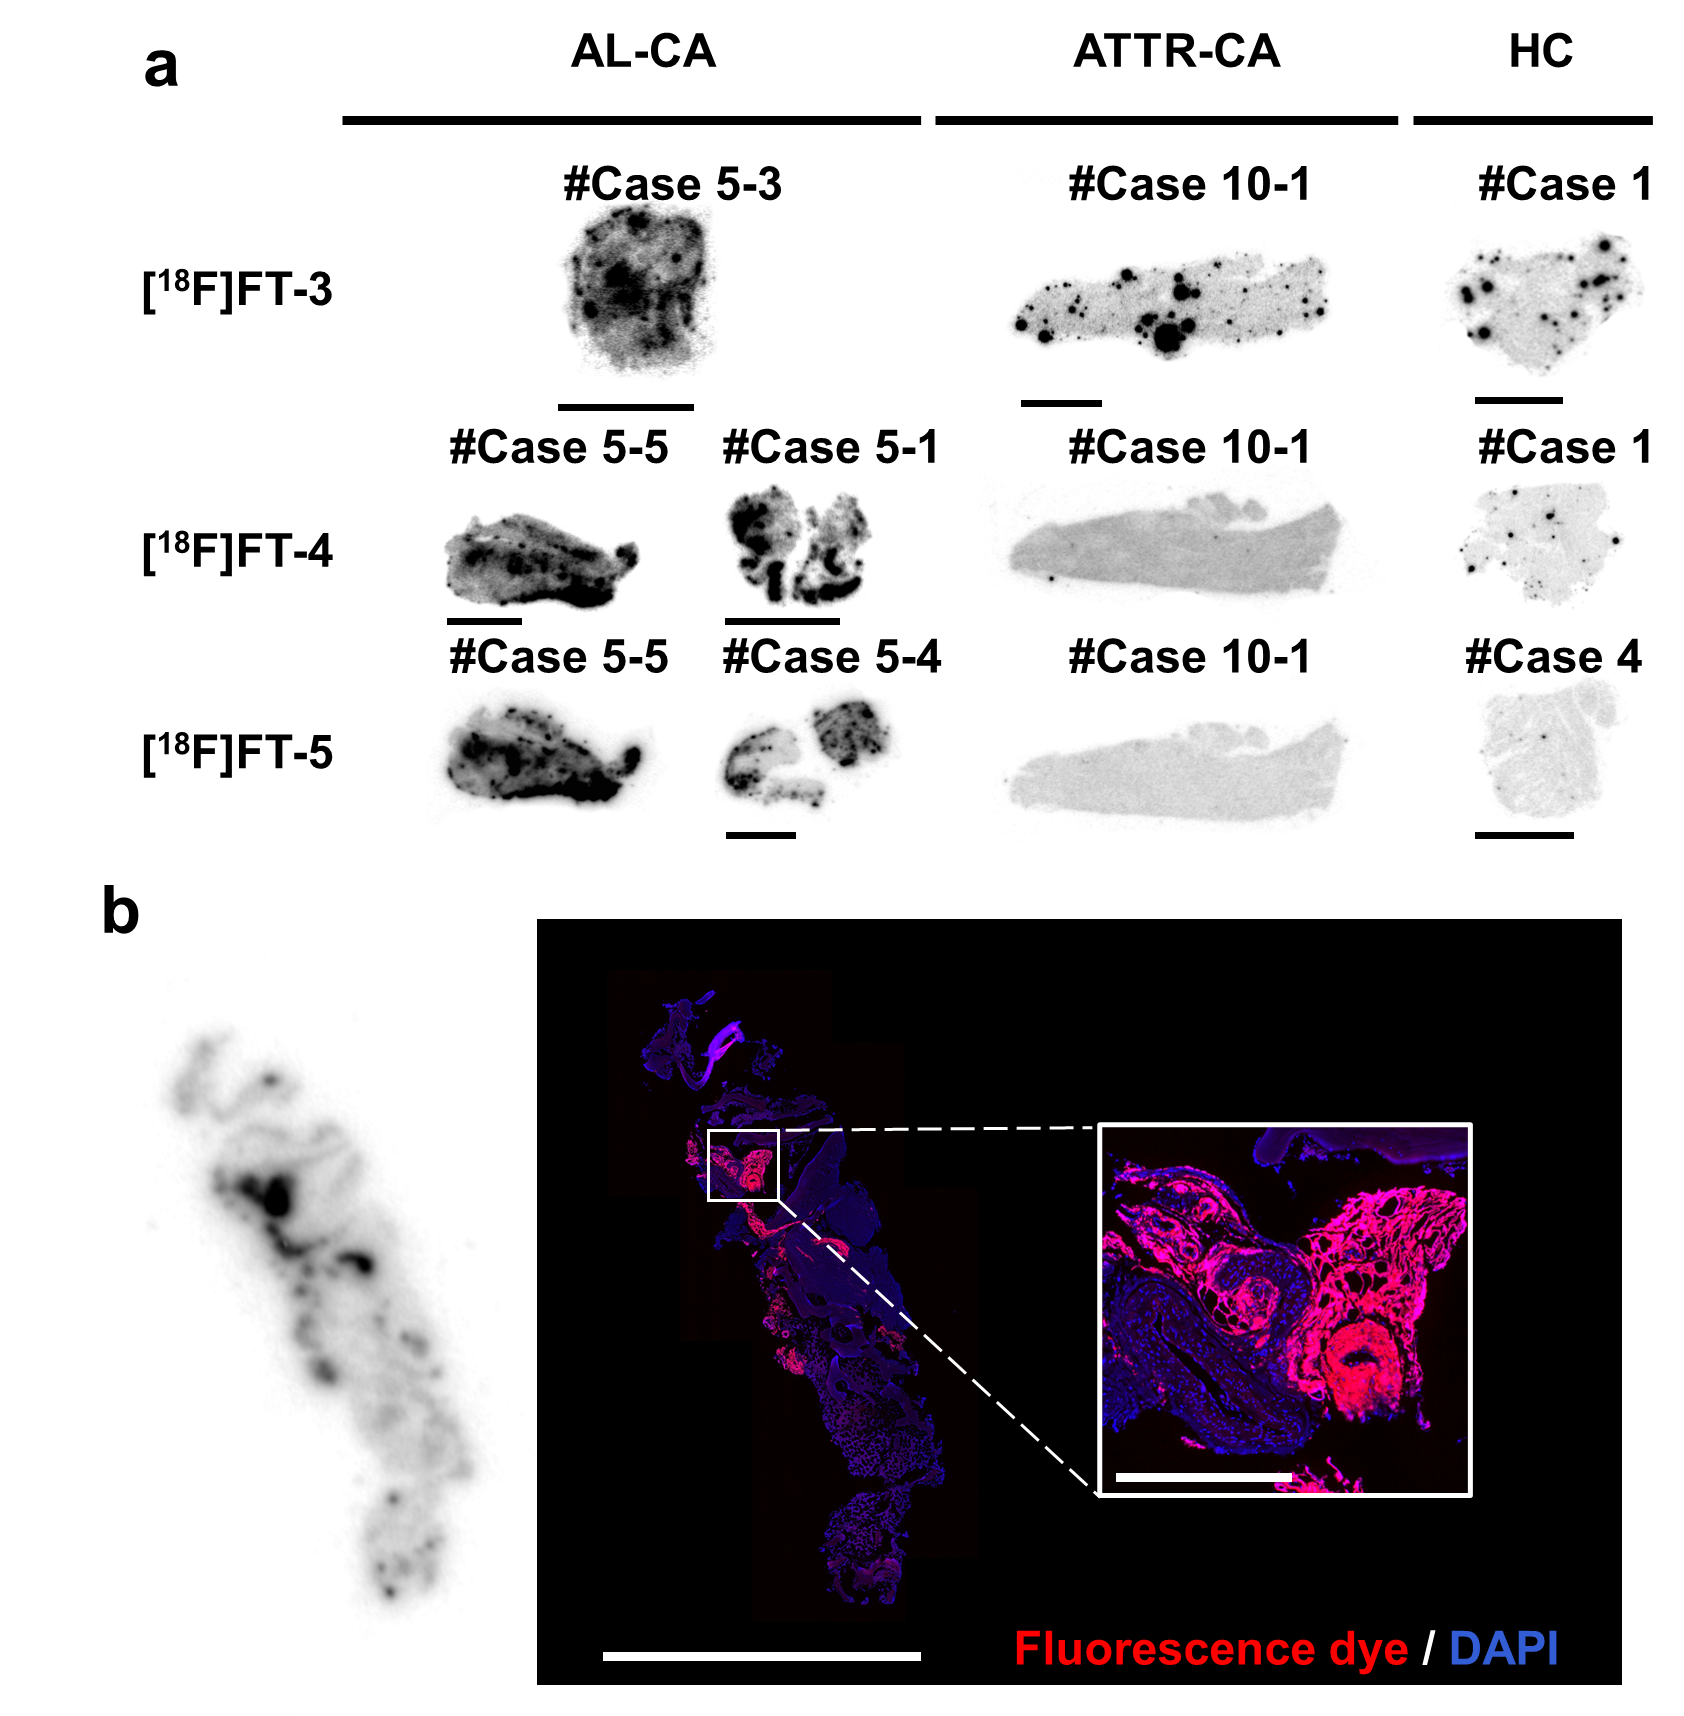 a
AL-CA ATTR-CA HC
#Case 5-3 #Case 10-1 #Case 1
[¹⁸F]FT-3
#Case 5-5 #Case 5-1 #Case 10-1 #Case 1
[¹⁸F]FT-4
#Case 5-5 #Case 5-4 #Case 10-1 #Case 4
[¹⁸F]FT-5
b
Fluorescence dye / DAPI